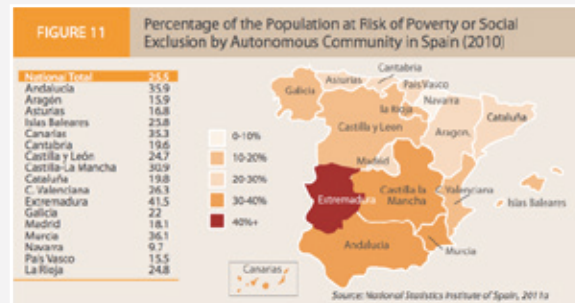 FIGURE 11
Percentage of the Population at Risk of Poverty or Social
Exclusion by Autonomous Community in Spain (2010)
National Total 25.5
Andalucía 35.9
Aragón 15.9
Asturias 16.8
Islas Baleares 25.8
Canarias 35.3
Cantabria 19.6
Castilla y León 24.7
Castilla-La Mancha 30.9
Cataluña 19.8
C. Valenciana 26.3
Extremadura 41.5
Galicia 22
Madrid 18.1
Murcia 36.1
Navarra 9.7
País Vasco 15.5
La Rioja 24.8
0-10%
10-20%
20-30%
30-40%
40%+
Cantabria
Asturias
País Vasco
Galicia
Navarra
la Rioja
Cataluña
Castilla y Leon
Aragon
Madrid
Extremadura
Castilla la
Mancha
C. Valenciana
Islas Baleares
Andalucía
Murcia
Canarias
Source: National Statistics Institute of Spain, 2011a